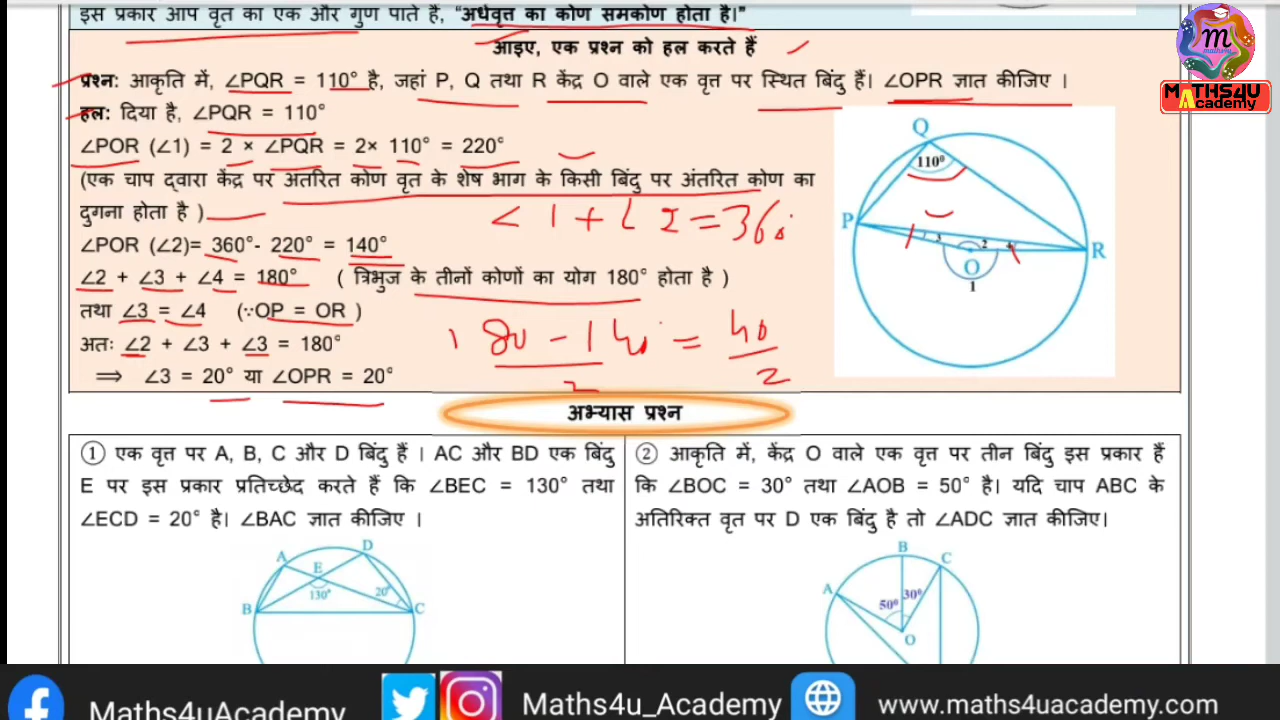 इस प्रकार आप वृत का एक और गुण पाते हैं, “अर्धवृत्त का कोण समकोण होता है।”
आइए, एक प्रश्न को हल करते हैं
प्रश्न: आकृति में, ∠PQR = 110° है, जहां P, Q तथा R केंद्र O वाले एक वृत्त पर स्थित बिंदु हैं। ∠OPR ज्ञात कीजिए ।
हल: दिया है, ∠PQR = 110°
∠POR (∠1) = 2 × ∠PQR = 2× 110° = 220°
(एक चाप द्वारा केंद्र पर अंतरित कोण वृत के शेष भाग के किसी बिंदु पर अंतरित कोण का
दुगना होता है )
∠1 + ∠2 = 360
∠POR (∠2)= 360°- 220° = 140°
∠2 + ∠3 + ∠4 = 180° ( त्रिभुज के तीनों कोणों का योग 180° होता है )
तथा ∠3 = ∠4 (∵OP = OR )
अतः ∠2 + ∠3 + ∠3 = 180°
⟹ ∠3 = 20° या ∠OPR = 20°
180 - 140 = 40
2 2
Q
110°
P
3
2
4
O
R
1
MATHS4U
Academy
अभ्यास प्रश्न
① एक वृत्त पर A, B, C और D बिंदु हैं । AC और BD एक बिंदु
E पर इस प्रकार प्रतिच्छेद करते हैं कि ∠BEC = 130° तथा
∠ECD = 20° है। ∠BAC ज्ञात कीजिए ।
A
D
E
130°
20°
B
C
② आकृति में, केंद्र O वाले एक वृत्त पर तीन बिंदु इस प्रकार हैं
कि ∠BOC = 30° तथा ∠AOB = 50° है। यदि चाप ABC के
अतिरिक्त वृत पर D एक बिंदु है तो ∠ADC ज्ञात कीजिए।
B
C
A
50°
30°
O
Maths4uAcademy
Maths4u_Academy
www.maths4uacademy.com